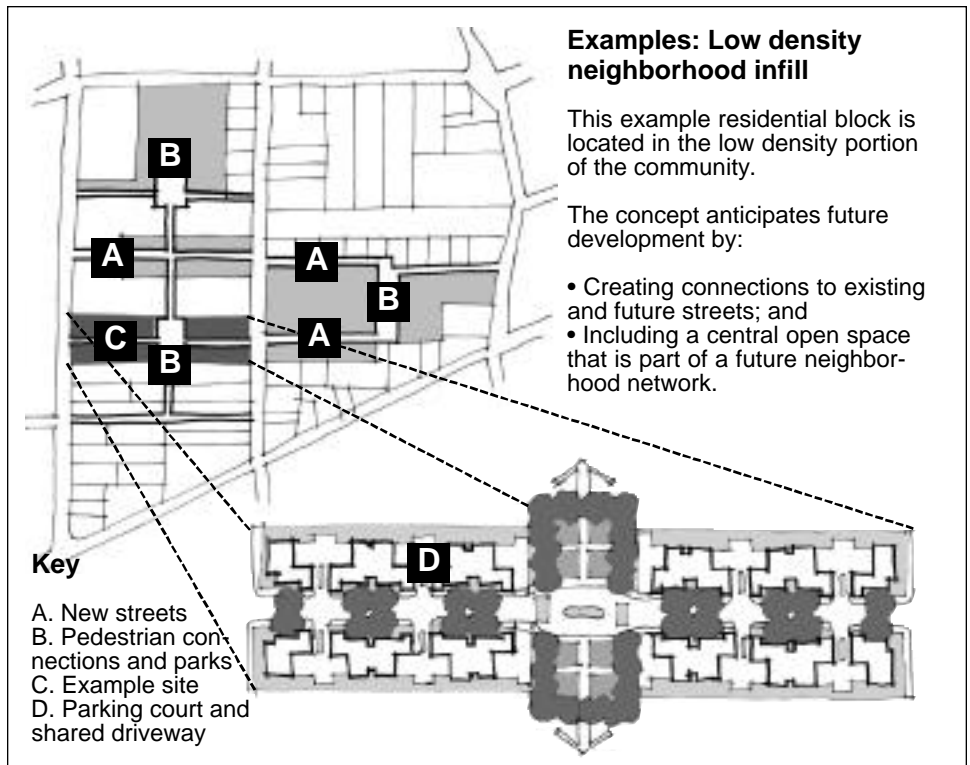 Examples: Low density
neighborhood infill
This example residential block is
located in the low density portion
of the community.
The concept anticipates future
development by:
• Creating connections to existing
and future streets; and
• Including a central open space
that is part of a future neighbor-
hood network.
B
A
A
B
C
A
B
D
Key
A. New streets
B. Pedestrian con-
nections and parks
C. Example site
D. Parking court and
shared driveway